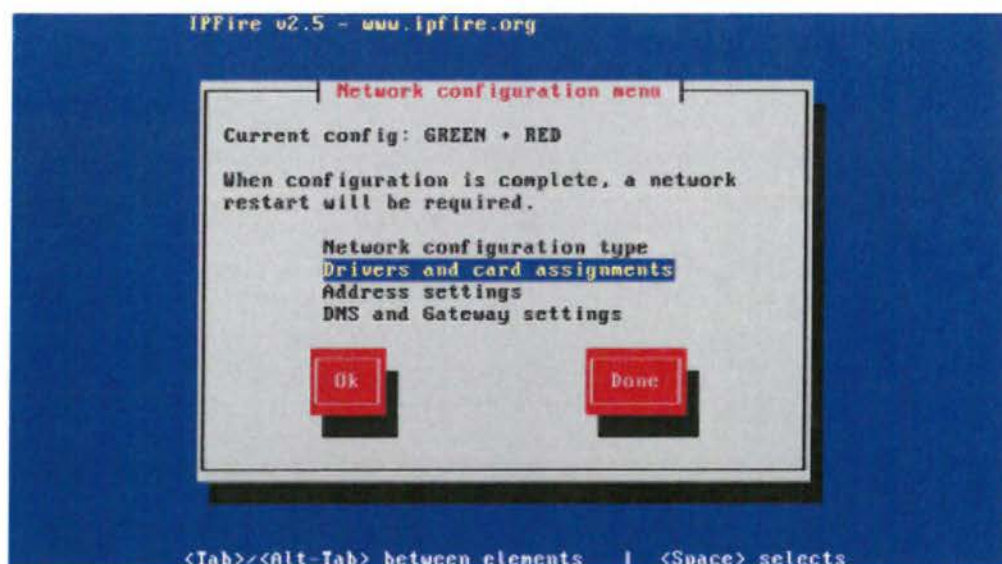 IPFire v2.5 - www.ipfire.org
Network configuration menu
Current config: GREEN + RED
When configuration is complete, a network
restart will be required.
Network configuration type
Drivers and card assignments
Address settings
DNS and Gateway settings
Ok
Done
<Tab>/<Alt-Tab> between elements | <Space> selects